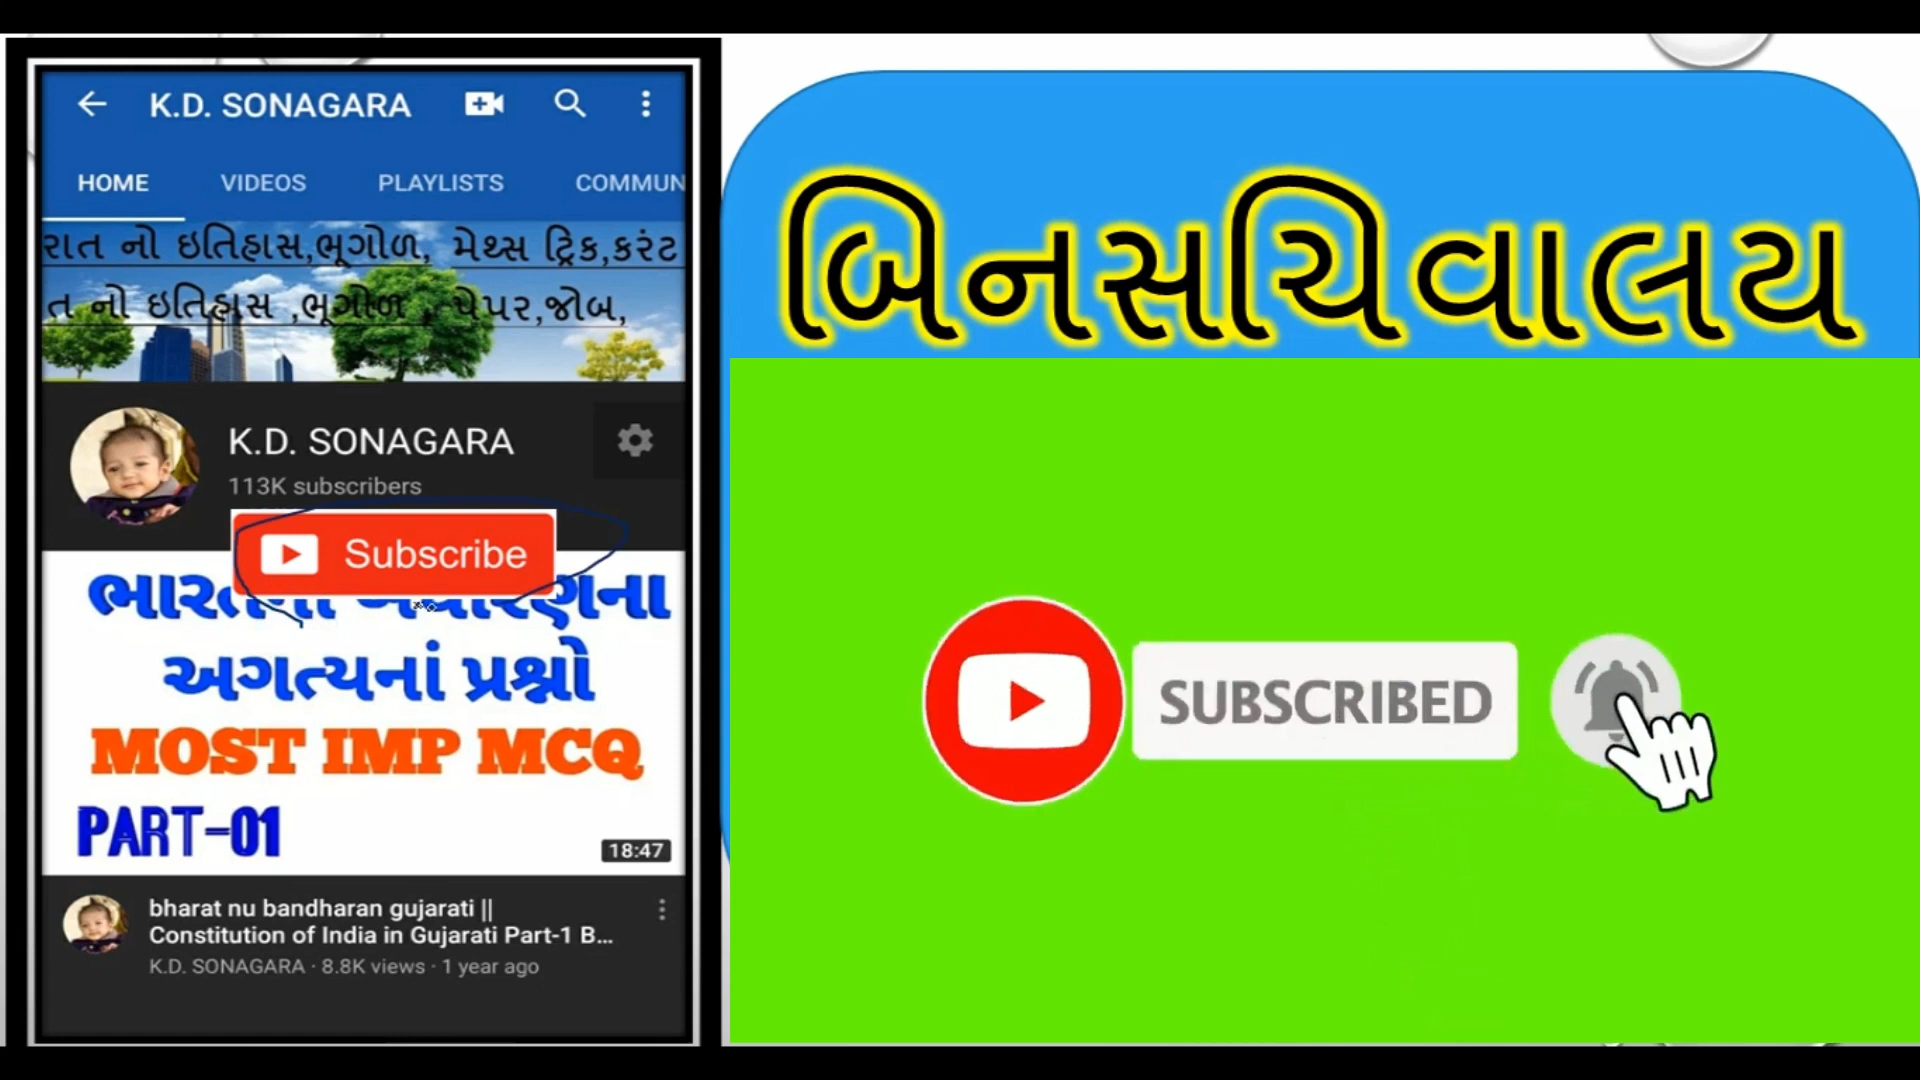 K.D. SONAGARA
HOME VIDEOS PLAYLISTS COMMUN
રાત નો ઇતિહાસ,ભૂગોળ, મેથ્સ ટ્રિક,કરંટ
ત નો ઇતિહાસ ,ભૂગોળ , પેપર,જોબ,
K.D. SONAGARA
113K subscribers
Subscribe
અગત્યનાં પ્રશ્નો
MOST IMP MCQ
PART-01
18:47
bharat nu bandharan gujarati ||
Constitution of India in Gujarati Part-1 B...
K.D. SONAGARA · 8.8K views · 1 year ago
બિનસચિવાલય
SUBSCRIBED